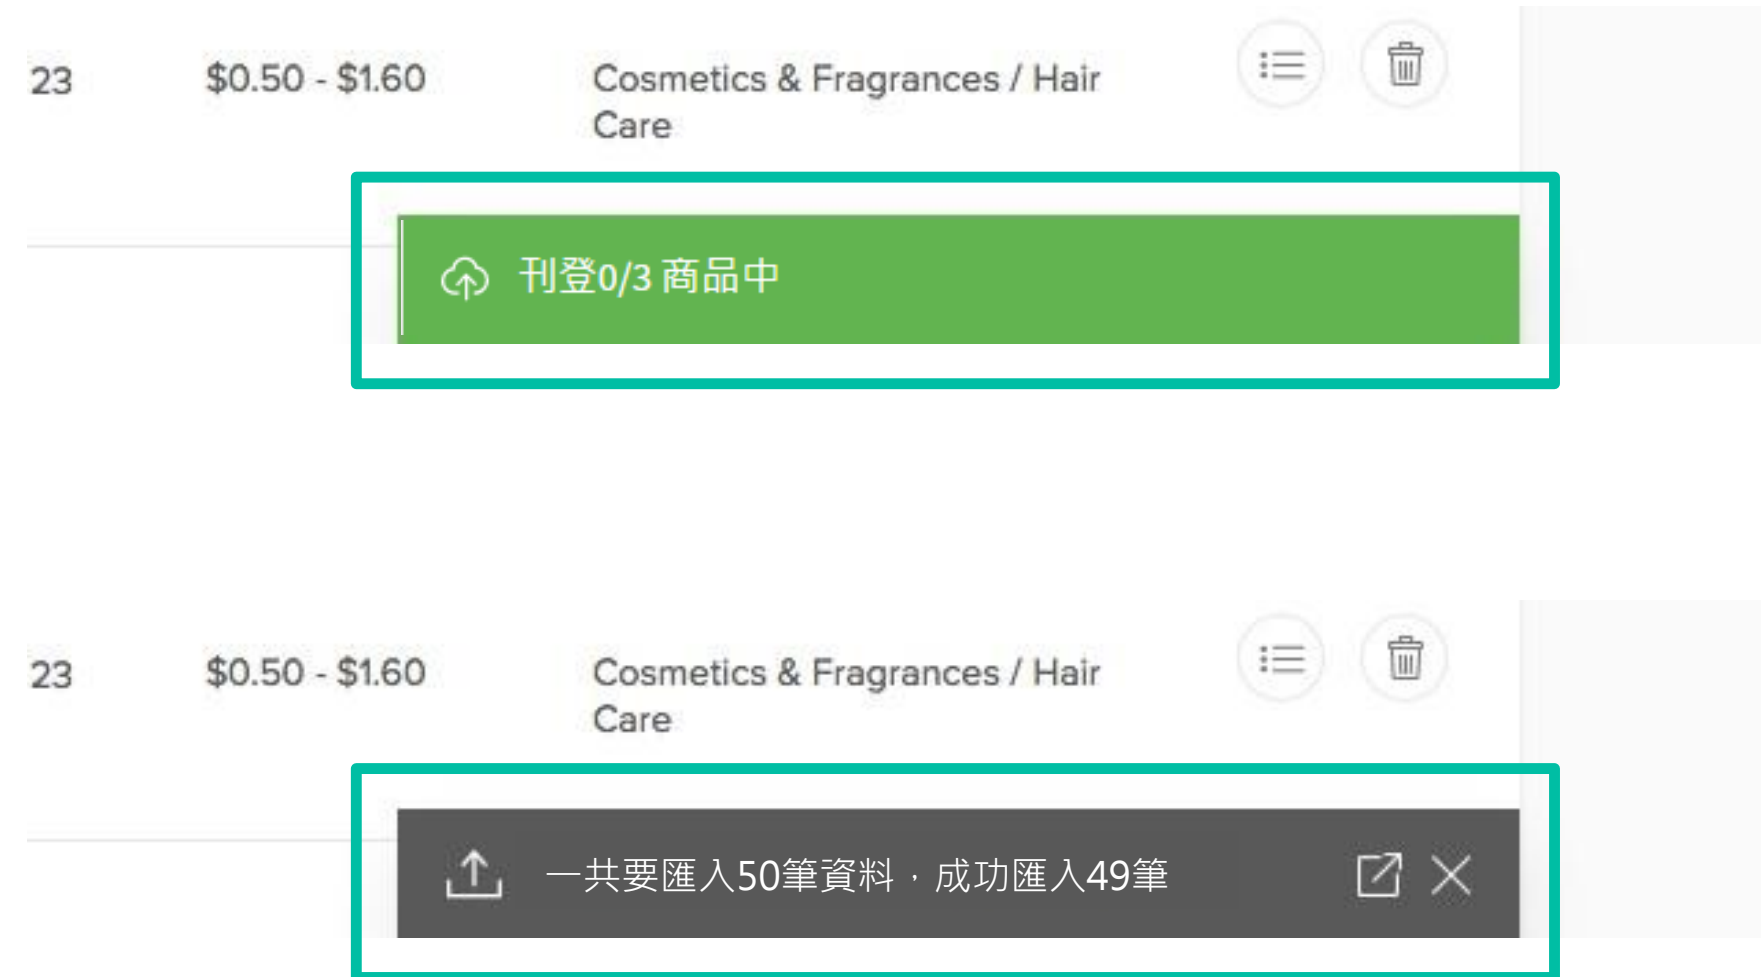 23 $0.50 - $1.60 Cosmetics & Fragrances / Hair
Care
刊登0/3 商品中
23 $0.50 - $1.60 Cosmetics & Fragrances / Hair
Care
一共要匯入50筆資料，成功匯入49筆